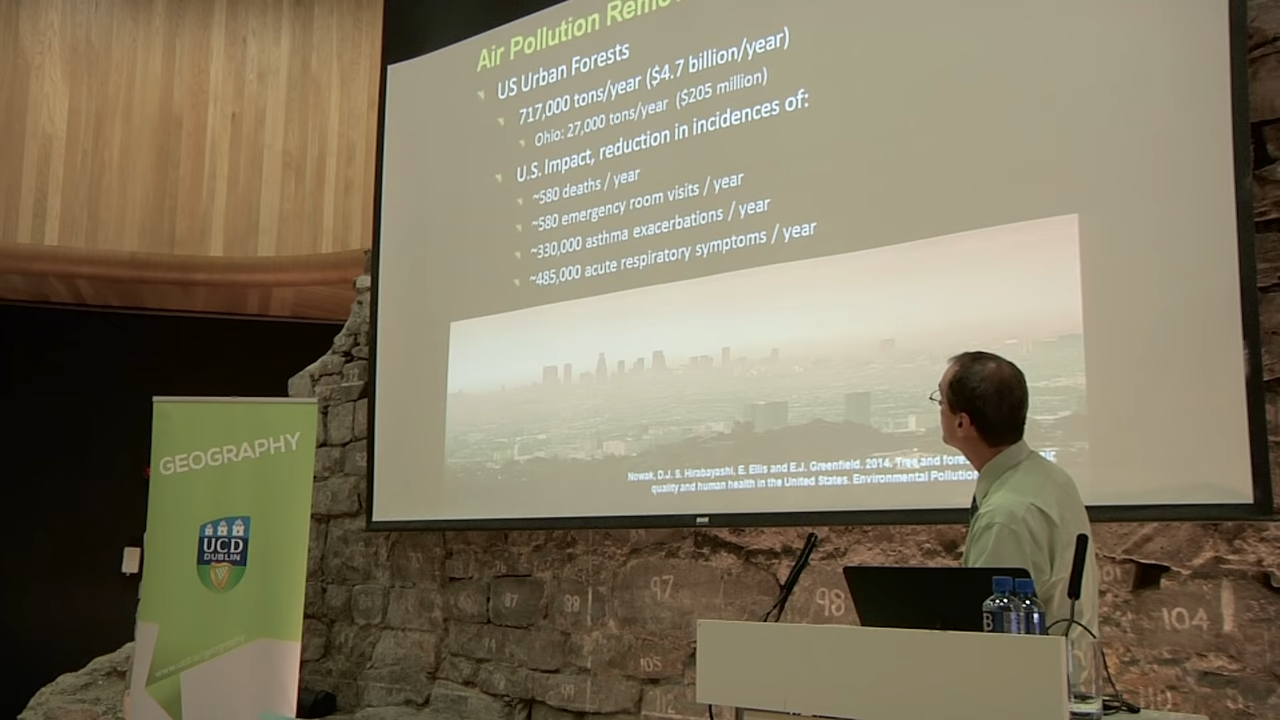 Air Pollution
US Urban Forests
717,000 tons/year ($4.7 billion/year)
Ohio: 27,000 tons/year ($205 million)
U.S. Impact, reduction in incidences of:
~580 deaths / year
~580 emergency room visits / year
~330,000 asthma exacerbations / year
~485,000 acute respiratory symptoms / year
Nowak, D.J. S. Hirabayashi, E. Ellis and E.J. Greenfield. 2014. Tree and
quality and human health in the United States. Environmental Pollution
GEOGRAPHY
UCD
DUBLIN
97
98
87
88
104
105
99
B